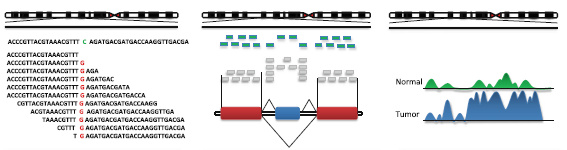 ACCCGTTACGTAAACGTTT C AGATGACGATGACCAAGGTTGACGA
ACCCGTTACGTAAACGTTT
ACCCGTTACGTAAACGTTT G
ACCCGTTACGTAAACGTTT G AGA
ACCCGTTACGTAAACGTTT G AGATGAC
ACCCGTTACGTAAACGTTT G AGATGACGATA
ACCCGTTACGTAAACGTTT G AGATGACGATGACCA
CGTTACGTAAACGTTT G AGATGACGATGACCAAGG
ACGTAAACGTTT G AGATGACGATGACCAAGGTTGA
TAAACGTTT G AGATGACGATGACCAAGGTTGACGA
CGTTT G AGATGACGATGACCAAGGTTGACGA
T G AGATGACGATGACCAAGGTTGACGA
Normal
Tumor